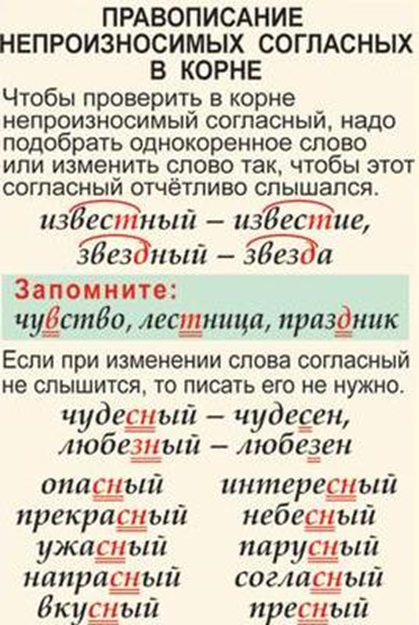 ПРАВОПИСАНИЕ
НЕПРОИЗНОСИМЫХ СОГЛАСНЫХ
В КОРНЕ
Чтобы проверить в корне
непроизносимый согласный, надо
подобрать однокоренное слово
или изменить слово так, чтобы этот
согласный отчётливо слышался.
известный – известие,
звездный – звезда
Запомните:
чувство, лестница, праздник
Если при изменении слова согласный
не слышится, то писать его не нужно.
чудесный – чудесен,
любезный – любезен
опасный интересный
прекрасный небесный
ужасный парусный
напрасный согласный
вкусный пресный